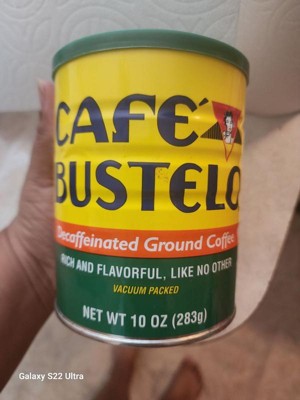 CAFÉ
BUSTELO
Decaffeinated Ground Coffee
RICH AND FLAVORFUL, LIKE NO OTHER
VACUUM PACKED
NET WT 10 OZ (283g)
Galaxy S22 Ultra